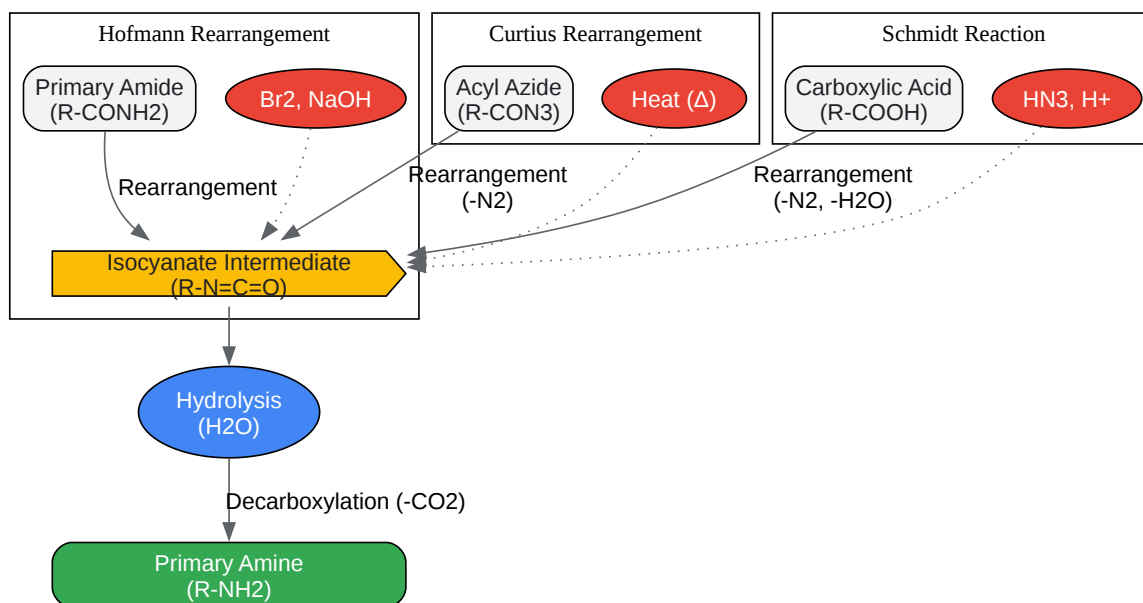 Hofmann Rearrangement
Curtius Rearrangement
Schmidt Reaction
Primary Amide
(R-CONH2)
Br2, NaOH
Acyl Azide
(R-CON3)
Heat (Δ)
Carboxylic Acid
(R-COOH)
HN3, H+
Rearrangement
Rearrangement
(-N2)
Rearrangement
(-N2, -H2O)
Isocyanate Intermediate
(R-N=C=O)
Hydrolysis
(H2O)
Decarboxylation (-CO2)
Primary Amine
(R-NH2)